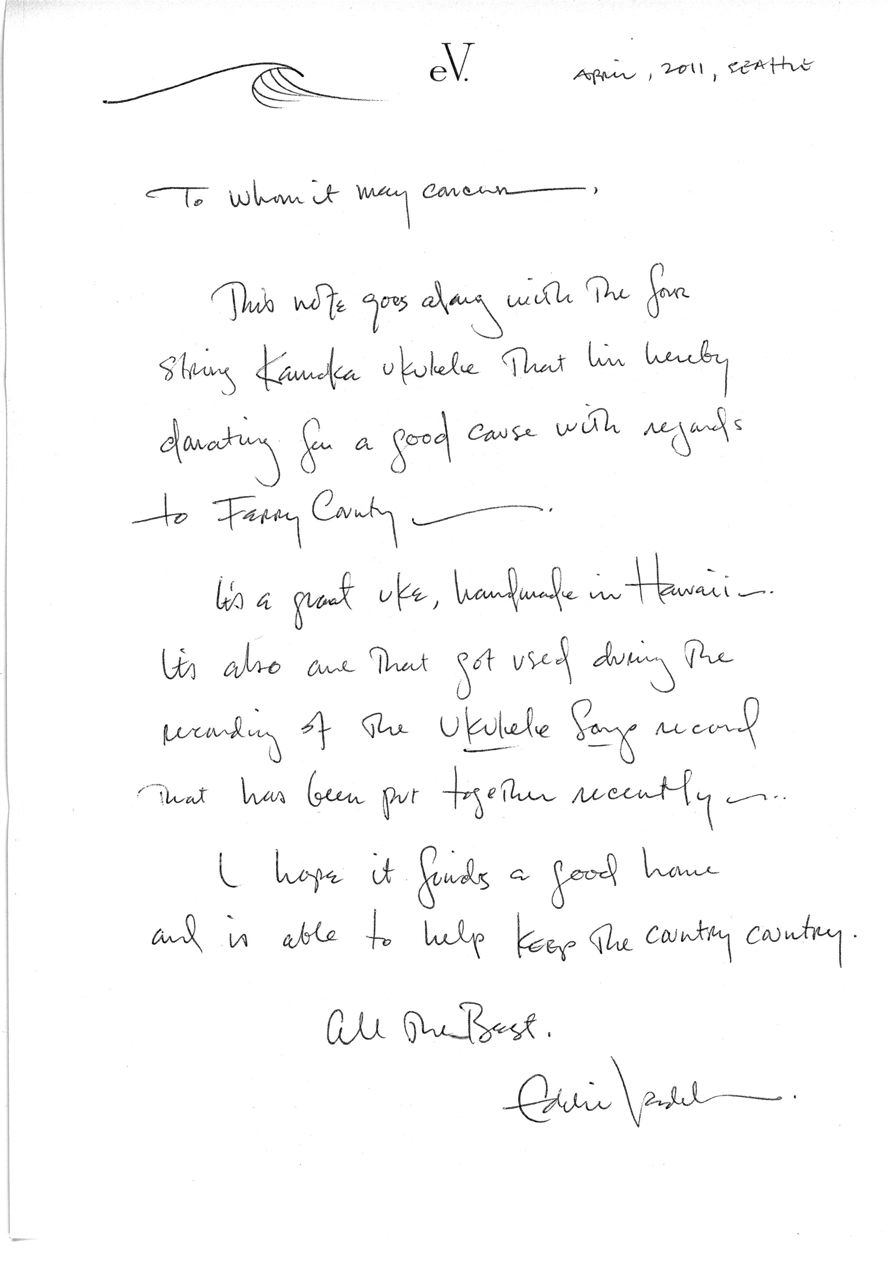 eV.
APRIL, 2011, SEATTLE
To whom it may concern —,
This note goes along with The four
string Kamaka ukulele That I'm hereby
donating for a good cause with regards
to Ferry County —.
It's a great uke, handmade in Hawaii —.
It's also one That got used during The
recording of The Ukulele Songs record
That has been put together recently —..
I hope it finds a good home
and is able to help keep The country country.
All The Best.
Eddie Vedder —.